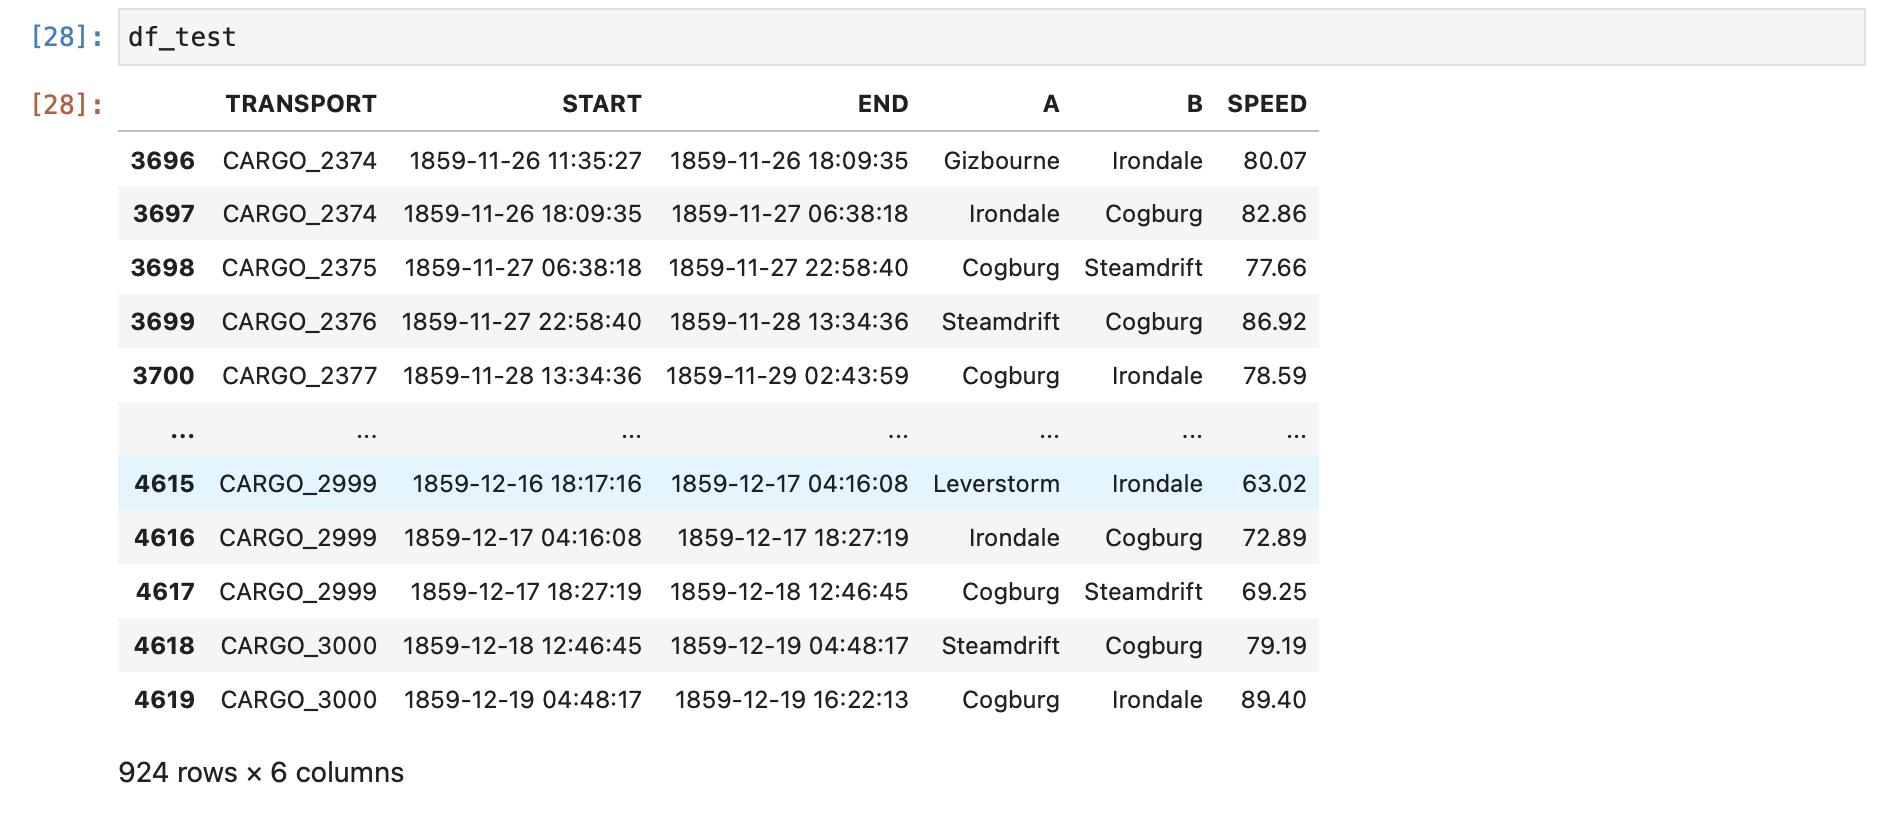 [28]: df_test
[28]: TRANSPORT START END A B SPEED
3696 CARGO_2374 1859-11-26 11:35:27 1859-11-26 18:09:35 Gizbourne Irondale 80.07
3697 CARGO_2374 1859-11-26 18:09:35 1859-11-27 06:38:18 Irondale Cogburg 82.86
3698 CARGO_2375 1859-11-27 06:38:18 1859-11-27 22:58:40 Cogburg Steamdrift 77.66
3699 CARGO_2376 1859-11-27 22:58:40 1859-11-28 13:34:36 Steamdrift Cogburg 86.92
3700 CARGO_2377 1859-11-28 13:34:36 1859-11-29 02:43:59 Cogburg Irondale 78.59
... ... ... ... ... ... ...
4615 CARGO_2999 1859-12-16 18:17:16 1859-12-17 04:16:08 Leverstorm Irondale 63.02
4616 CARGO_2999 1859-12-17 04:16:08 1859-12-17 18:27:19 Irondale Cogburg 72.89
4617 CARGO_2999 1859-12-17 18:27:19 1859-12-18 12:46:45 Cogburg Steamdrift 69.25
4618 CARGO_3000 1859-12-18 12:46:45 1859-12-19 04:48:17 Steamdrift Cogburg 79.19
4619 CARGO_3000 1859-12-19 04:48:17 1859-12-19 16:22:13 Cogburg Irondale 89.40
924 rows × 6 columns